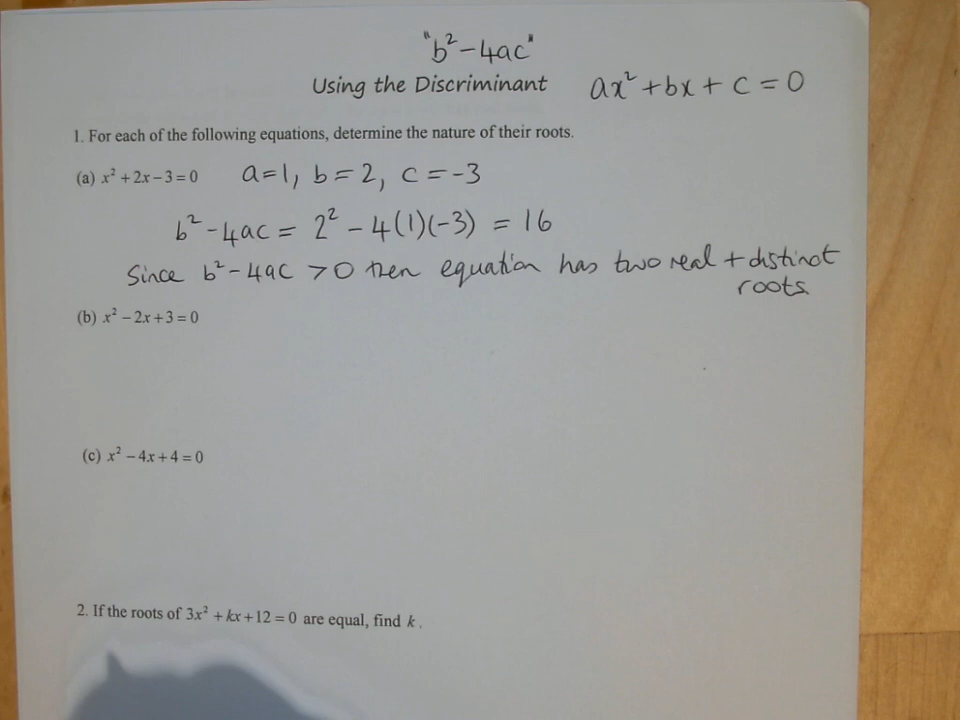 "b² - 4ac"
Using the Discriminant ax² + bx + c = 0
1. For each of the following equations, determine the nature of their roots.
(a) x² + 2x - 3 = 0 a=1, b=2, c=-3
b² - 4ac = 2² - 4(1)(-3) = 16
Since b² - 4ac > 0 then equation has two real + distinct
roots.
(b) x² - 2x + 3 = 0
(c) x² - 4x + 4 = 0
2. If the roots of 3x² + kx + 12 = 0 are equal, find k.